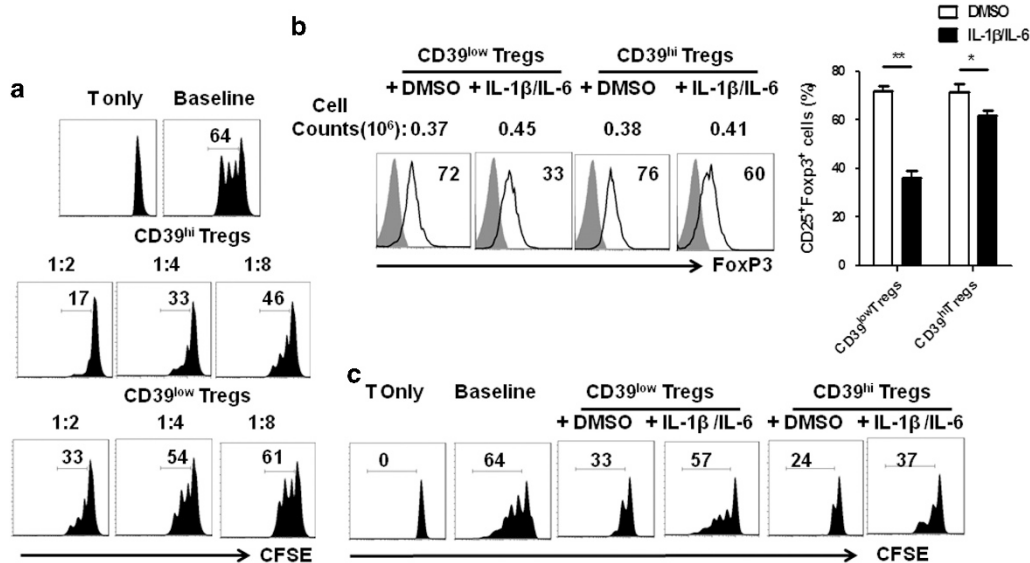 a
T only Baseline
64
CD39hi Tregs
1:2 1:4 1:8
17 33 46
CD39low Tregs
1:2 1:4 1:8
33 54 61
CFSE
b
CD39low Tregs CD39hi Tregs
+ DMSO + IL-1β/IL-6 + DMSO + IL-1β/IL-6
Cell
Counts(10⁶): 0.37 0.45 0.38 0.41
72 33 76 60
FoxP3
DMSO
IL-1β/IL-6
** *
CD25⁺Foxp3⁺ cells (%)
80
60
40
20
0
CD39lowTregs
CD39hiTregs
c
T Only Baseline CD39low Tregs CD39hi Tregs
+ DMSO + IL-1β /IL-6 + DMSO + IL-1β /IL-6
0 64 33 57 24 37
CFSE